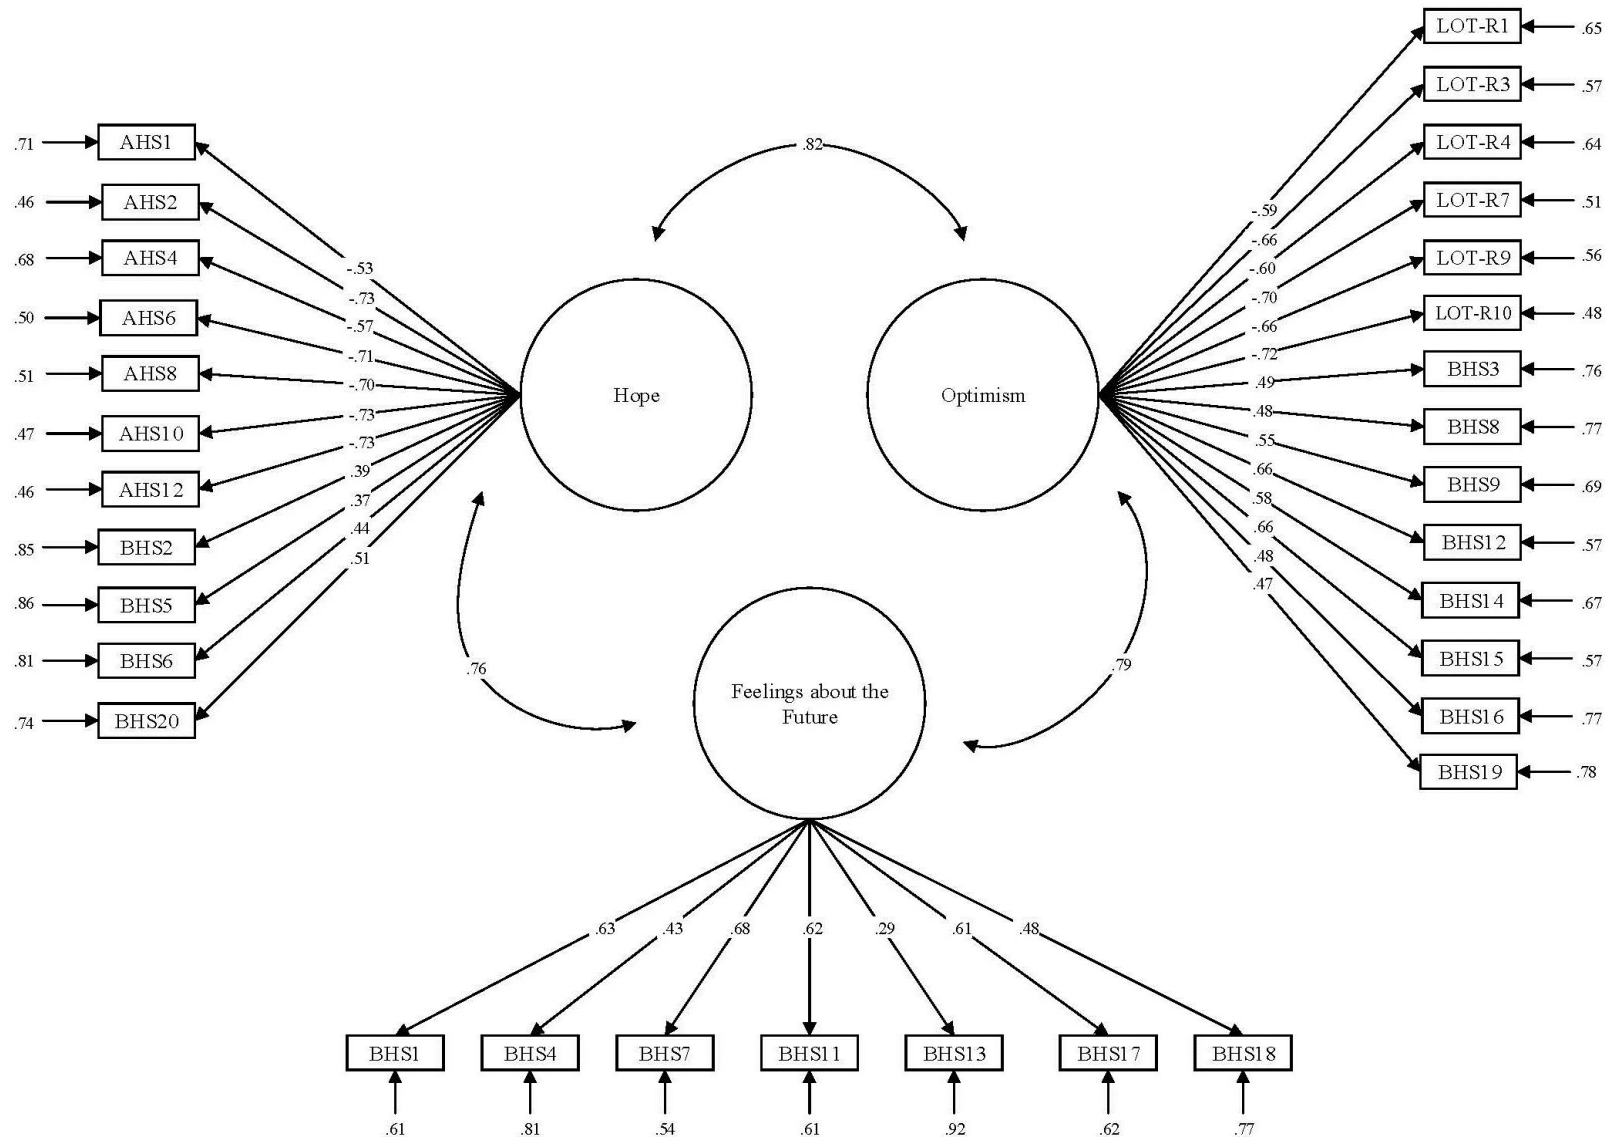 .71 AHS1
.46 AHS2
.68 AHS4
.50 AHS6
.51 AHS8
.47 AHS10
.46 AHS12
.85 BHS2
.86 BHS5
.81 BHS6
.74 BHS20
-.53
-.73
-.57
-.71
-.70
-.73
-.73
.39
.37
.44
.51
.82
Hope
Optimism
.76
.79
Feelings about the
Future
-.59
-.66
-.60
-.70
-.66
-.72
.49
.48
.55
.66
.58
.66
.48
.47
LOT-R1 .65
LOT-R3 .57
LOT-R4 .64
LOT-R7 .51
LOT-R9 .56
LOT-R10 .48
BHS3 .76
BHS8 .77
BHS9 .69
BHS12 .57
BHS14 .67
BHS15 .57
BHS16 .77
BHS19 .78
.63 .43 .68 .62 .29 .61 .48
BHS1 BHS4 BHS7 BHS11 BHS13 BHS17 BHS18
.61 .81 .54 .61 .92 .62 .77